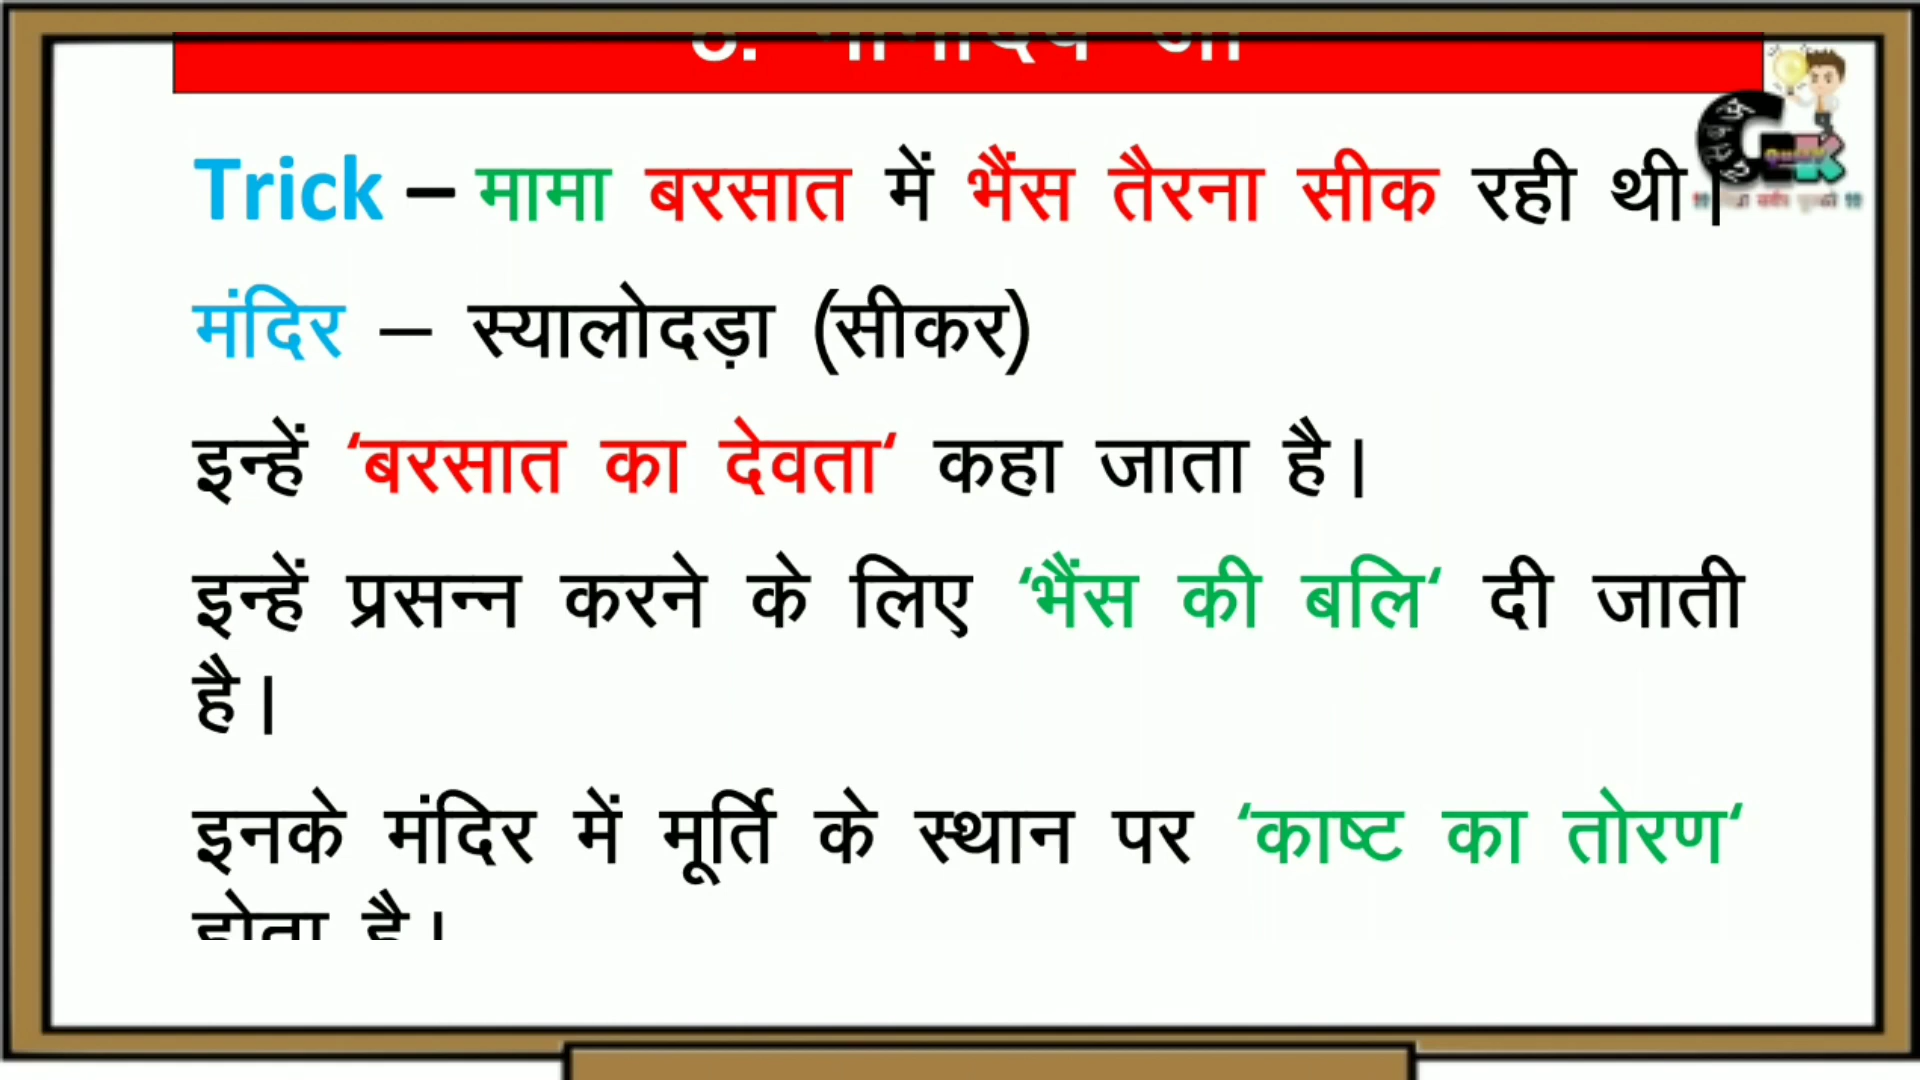 Trick – मामा बरसात में भैंस तैरना सीक रही थी।
मंदिर – स्यालोदड़ा (सीकर)
इन्हें ‘बरसात का देवता‘ कहा जाता है।
इन्हें प्रसन्न करने के लिए ‘भैंस की बलि‘ दी जाती
है।
इनके मंदिर में मूर्ति के स्थान पर ‘काष्ट का तोरण‘
होता है।